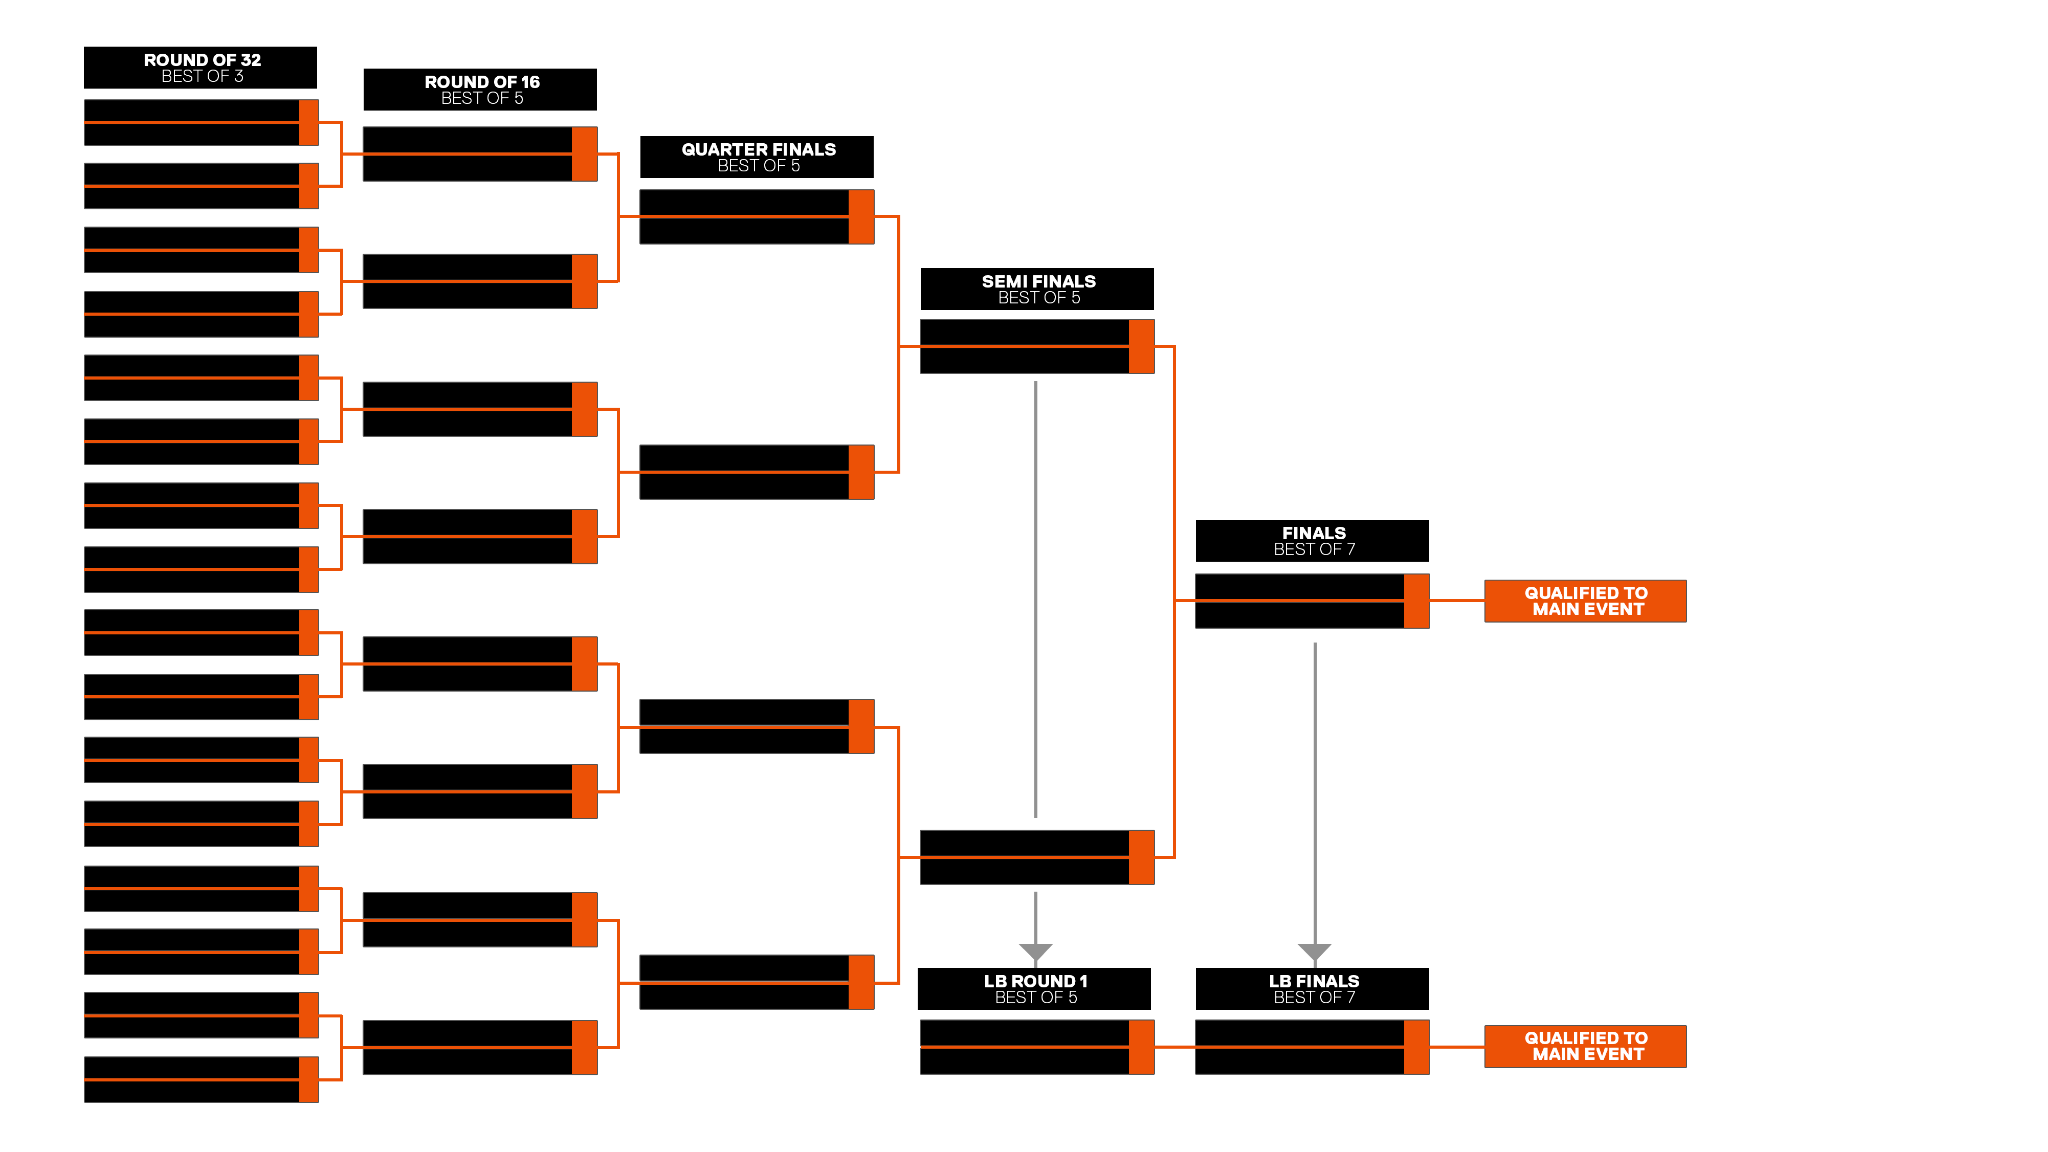 ROUND OF 32
BEST OF 3
ROUND OF 16
BEST OF 5
QUARTER FINALS
BEST OF 5
SEMI FINALS
BEST OF 5
FINALS
BEST OF 7
QUALIFIED TO
MAIN EVENT
LB ROUND 1
BEST OF 5
LB FINALS
BEST OF 7
QUALIFIED TO
MAIN EVENT